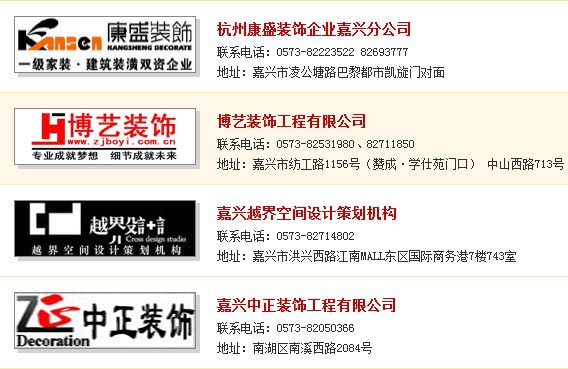 Kansen 康盛装飾
KANGSHENG DECORATE
一级家装·建筑装潢双资企业
杭州康盛装饰企业嘉兴分公司
联系电话: 0573-82223522 82693777
地址: 嘉兴市凌公塘路巴黎都市凯旋门对面
博艺装饰
www.zjboyi.com.cn
专业成就梦想 细节成就未来
博艺装饰工程有限公司
联系电话: 0573-82531980、82711850
地址: 嘉兴市纺工路1156号（赞成·学仕苑门口） 中山西路713号
越界设計
Cross design studio
越界空间设计策划机构
嘉兴越界空间设计策划机构
联系电话: 0573-82714802
地址: 嘉兴市洪兴西路江南MALL东区国际商务港7楼743室
中正装饰
Decoration
嘉兴中正装饰工程有限公司
联系电话: 0573-82050366
地址: 南湖区南溪西路2084号